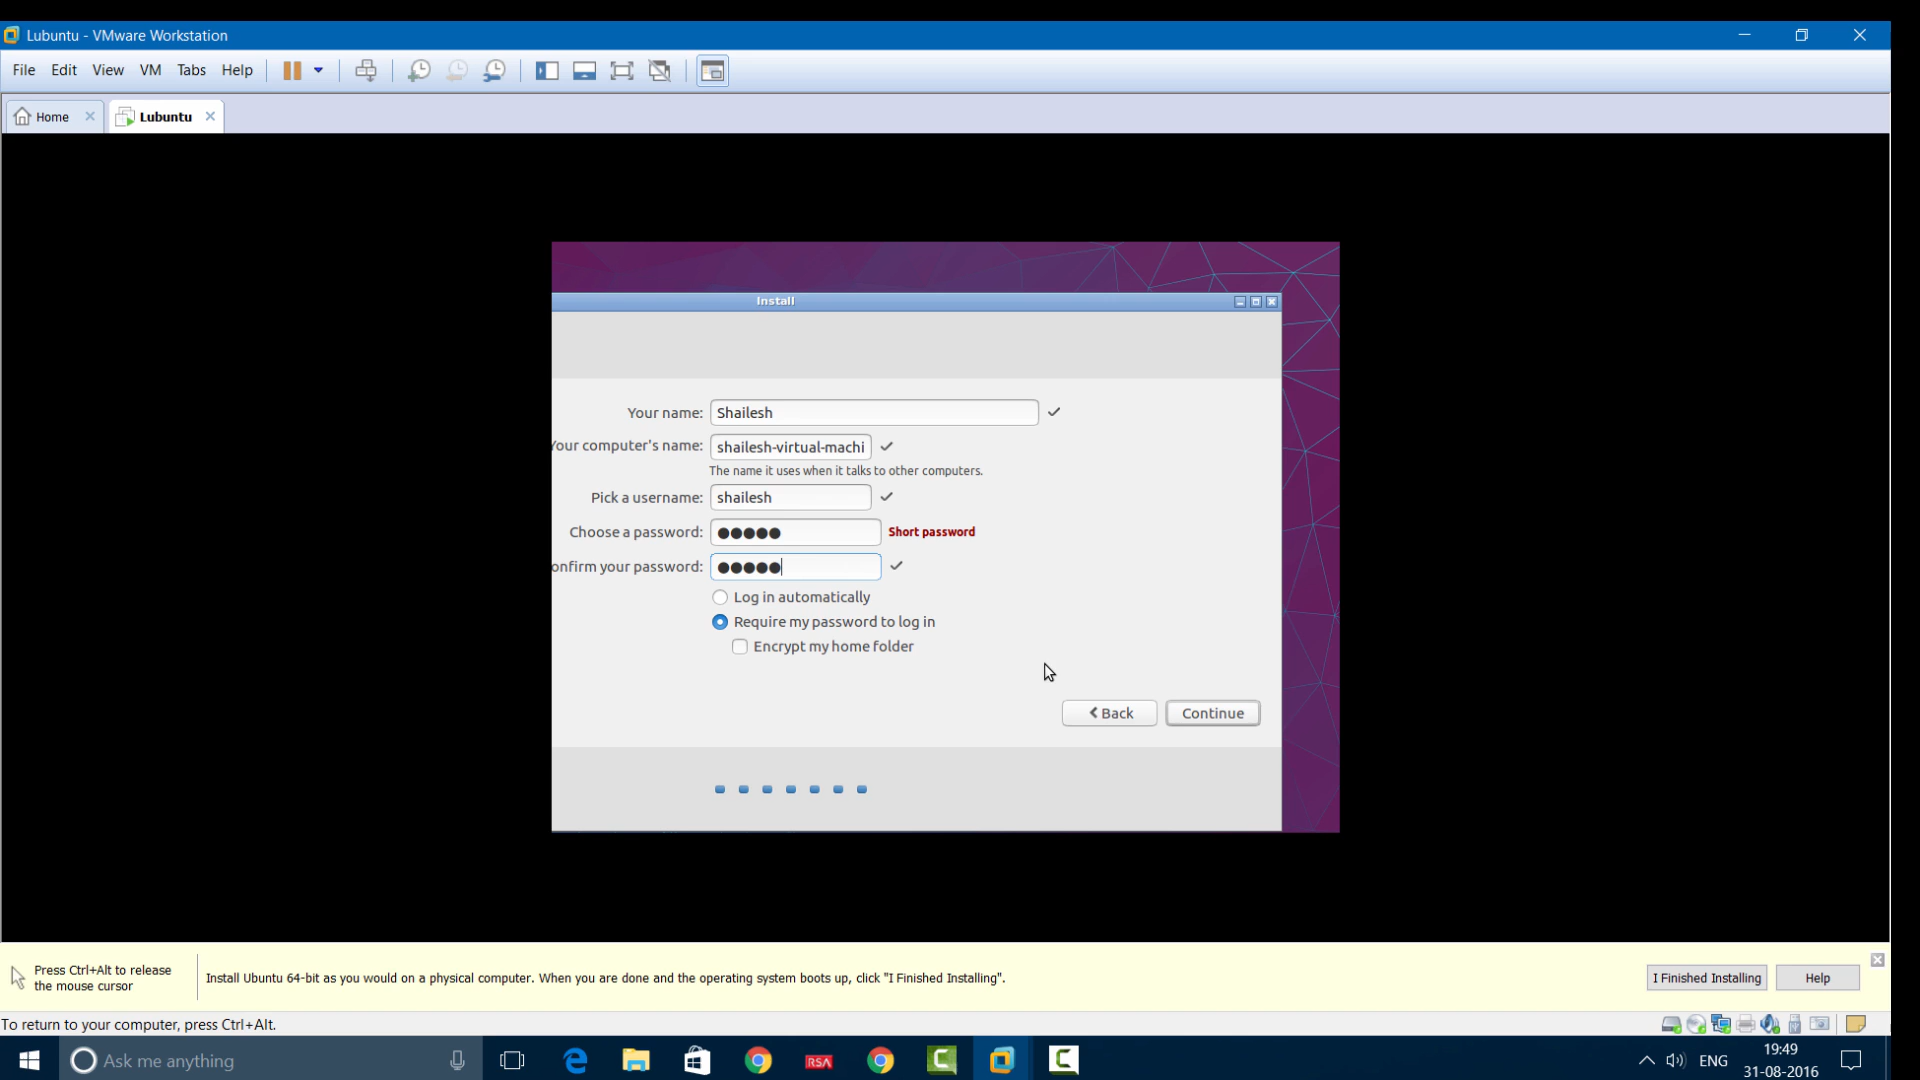 Lubuntu - VMware Workstation
File Edit View VM Tabs Help
Home Lubuntu
Install
Your name: Shailesh
Your computer's name: shailesh-virtual-machi
The name it uses when it talks to other computers.
Pick a username: shailesh
Choose a password: ●●●●● Short password
onfirm your password: ●●●●●
Log in automatically
Require my password to log in
Encrypt my home folder
Back Continue
Press Ctrl+Alt to release
the mouse cursor
Install Ubuntu 64-bit as you would on a physical computer. When you are done and the operating system boots up, click "I Finished Installing".
I Finished Installing Help
To return to your computer, press Ctrl+Alt.
Ask me anything
RSA
ENG
19:49
31-08-2016